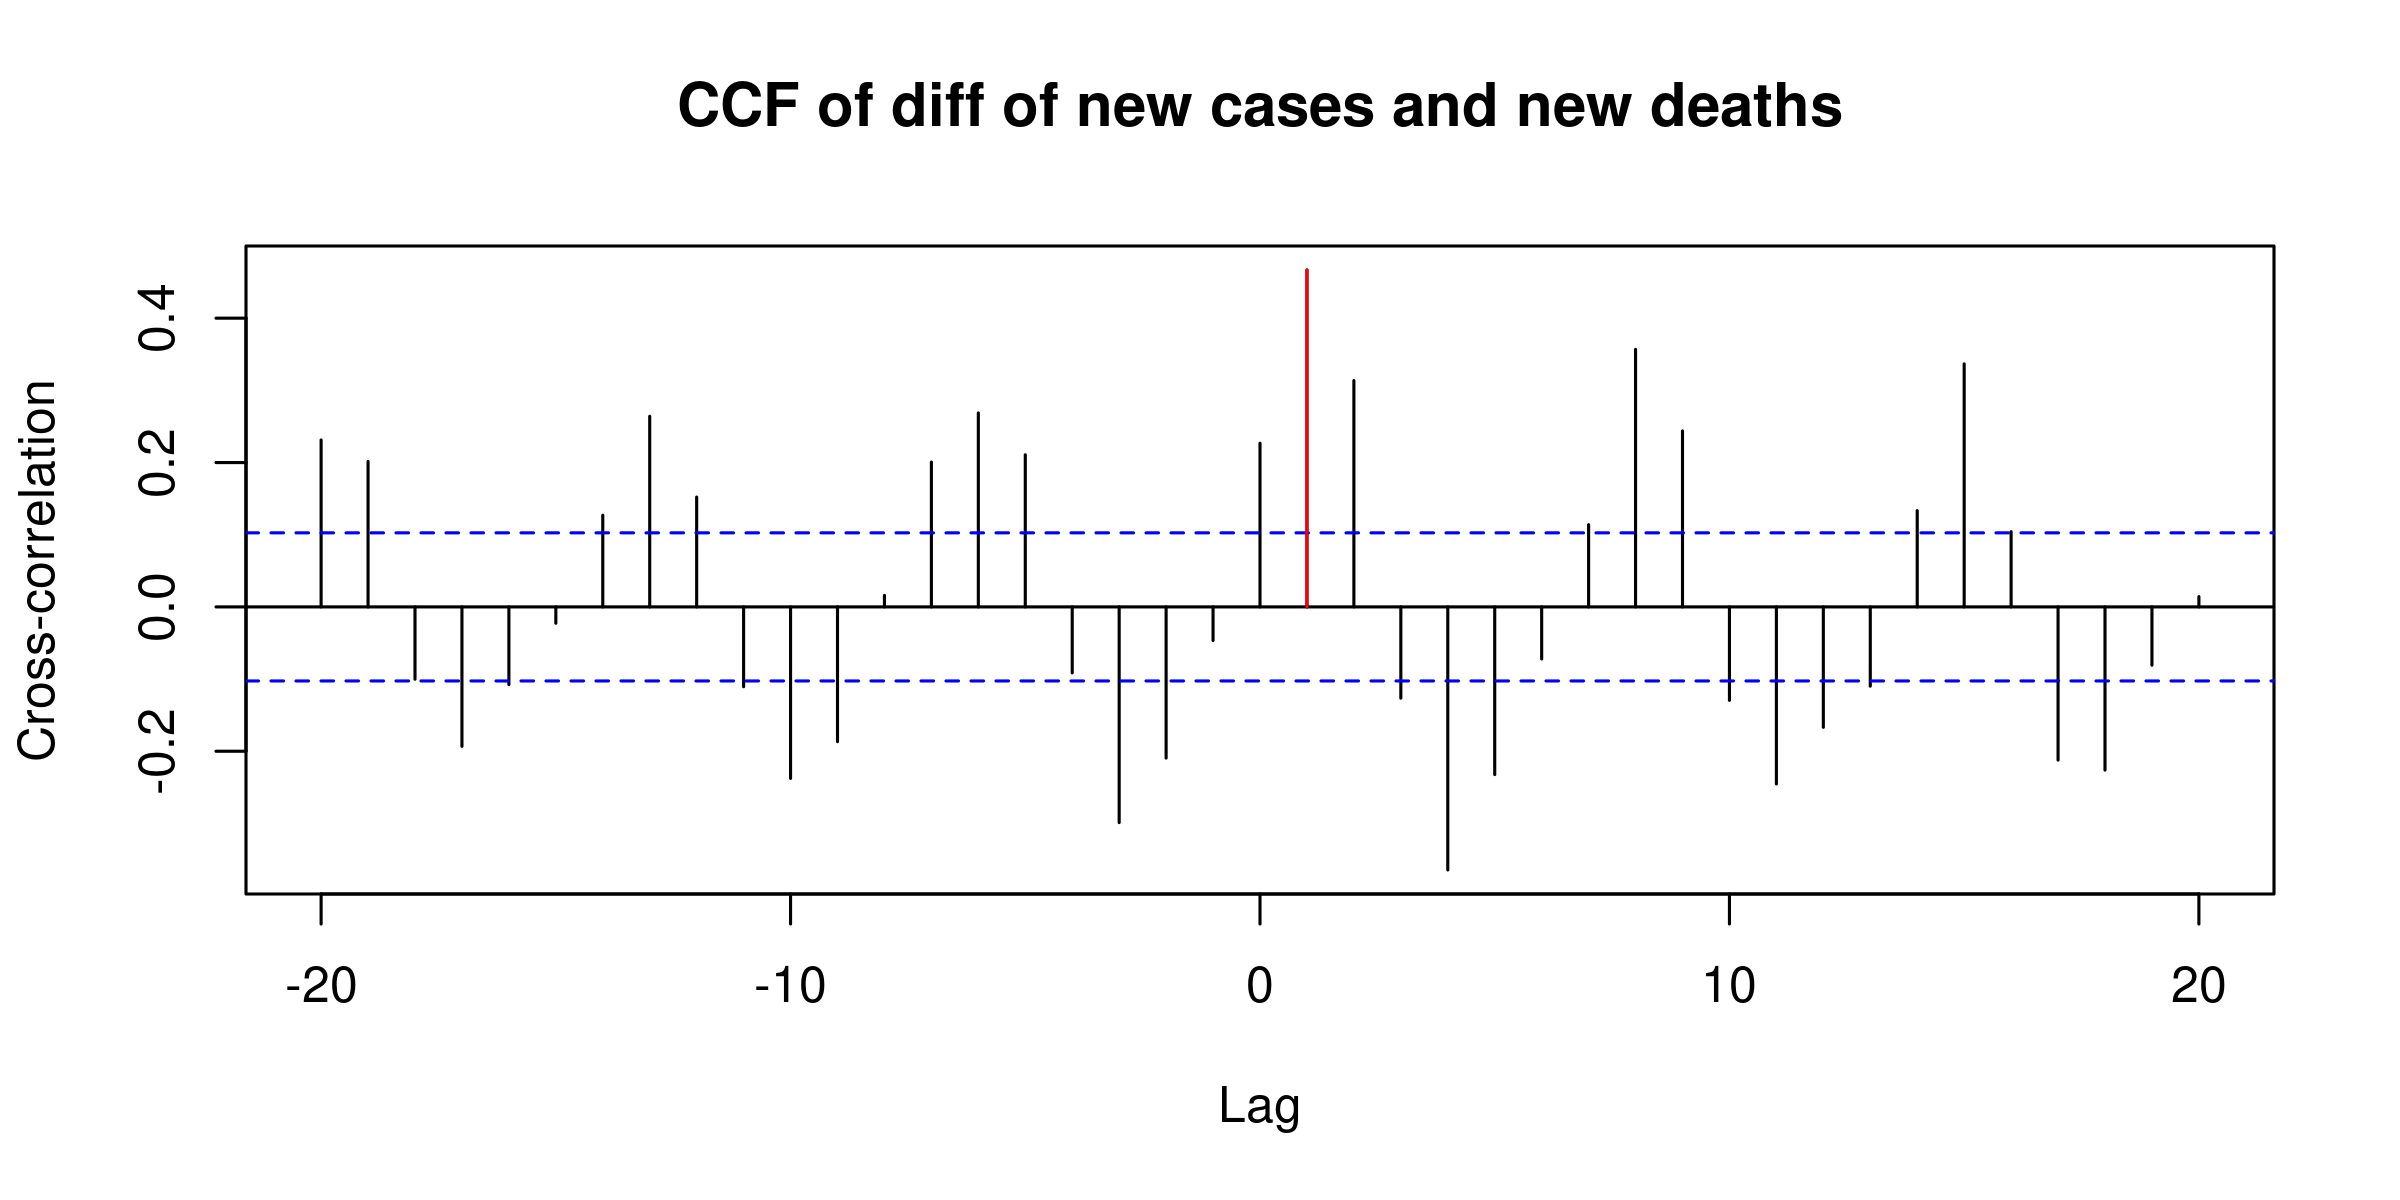 CCF of diff of new cases and new deaths
Cross-correlation
0.4
0.2
0.0
-0.2
-20 -10 0 10 20
Lag